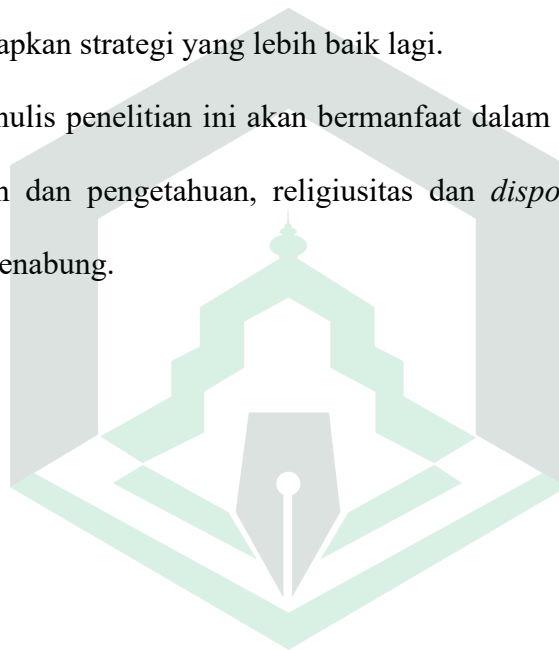 apkan strategi yang lebih baik lagi.
nulis penelitian ini akan bermanfaat dalam
n dan pengetahuan, religiusitas dan dispo
enabung.